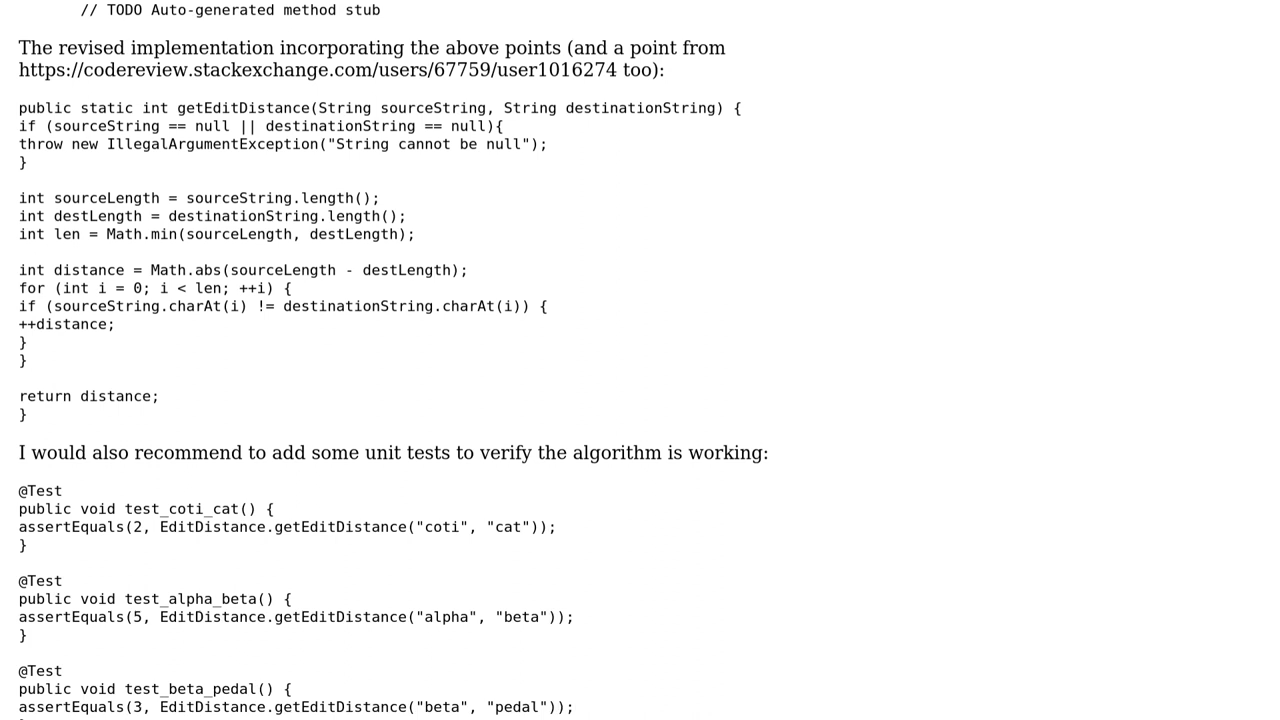 // TODO Auto-generated method stub
The revised implementation incorporating the above points (and a point from
https://codereview.stackexchange.com/users/67759/user1016274 too):
public static int getEditDistance(String sourceString, String destinationString) {
if (sourceString == null || destinationString == null){
throw new IllegalArgumentException("String cannot be null");
}
int sourceLength = sourceString.length();
int destLength = destinationString.length();
int len = Math.min(sourceLength, destLength);
int distance = Math.abs(sourceLength - destLength);
for (int i = 0; i < len; ++i) {
if (sourceString.charAt(i) != destinationString.charAt(i)) {
++distance;
}
}
return distance;
}
I would also recommend to add some unit tests to verify the algorithm is working:
@Test
public void test_coti_cat() {
assertEquals(2, EditDistance.getEditDistance("coti", "cat"));
}
@Test
public void test_alpha_beta() {
assertEquals(5, EditDistance.getEditDistance("alpha", "beta"));
}
@Test
public void test_beta_pedal() {
assertEquals(3, EditDistance.getEditDistance("beta", "pedal"));